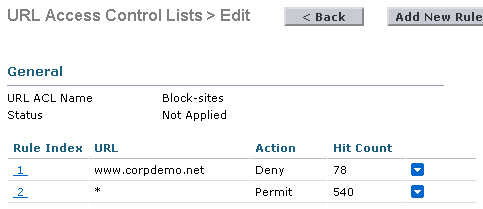 URL Access Control Lists > Edit
< Back
Add New Rule
General
URL ACL Name Block-sites
Status Not Applied
Rule Index URL Action Hit Count
1 www.corpdemo.net Deny 78
2 * Permit 540